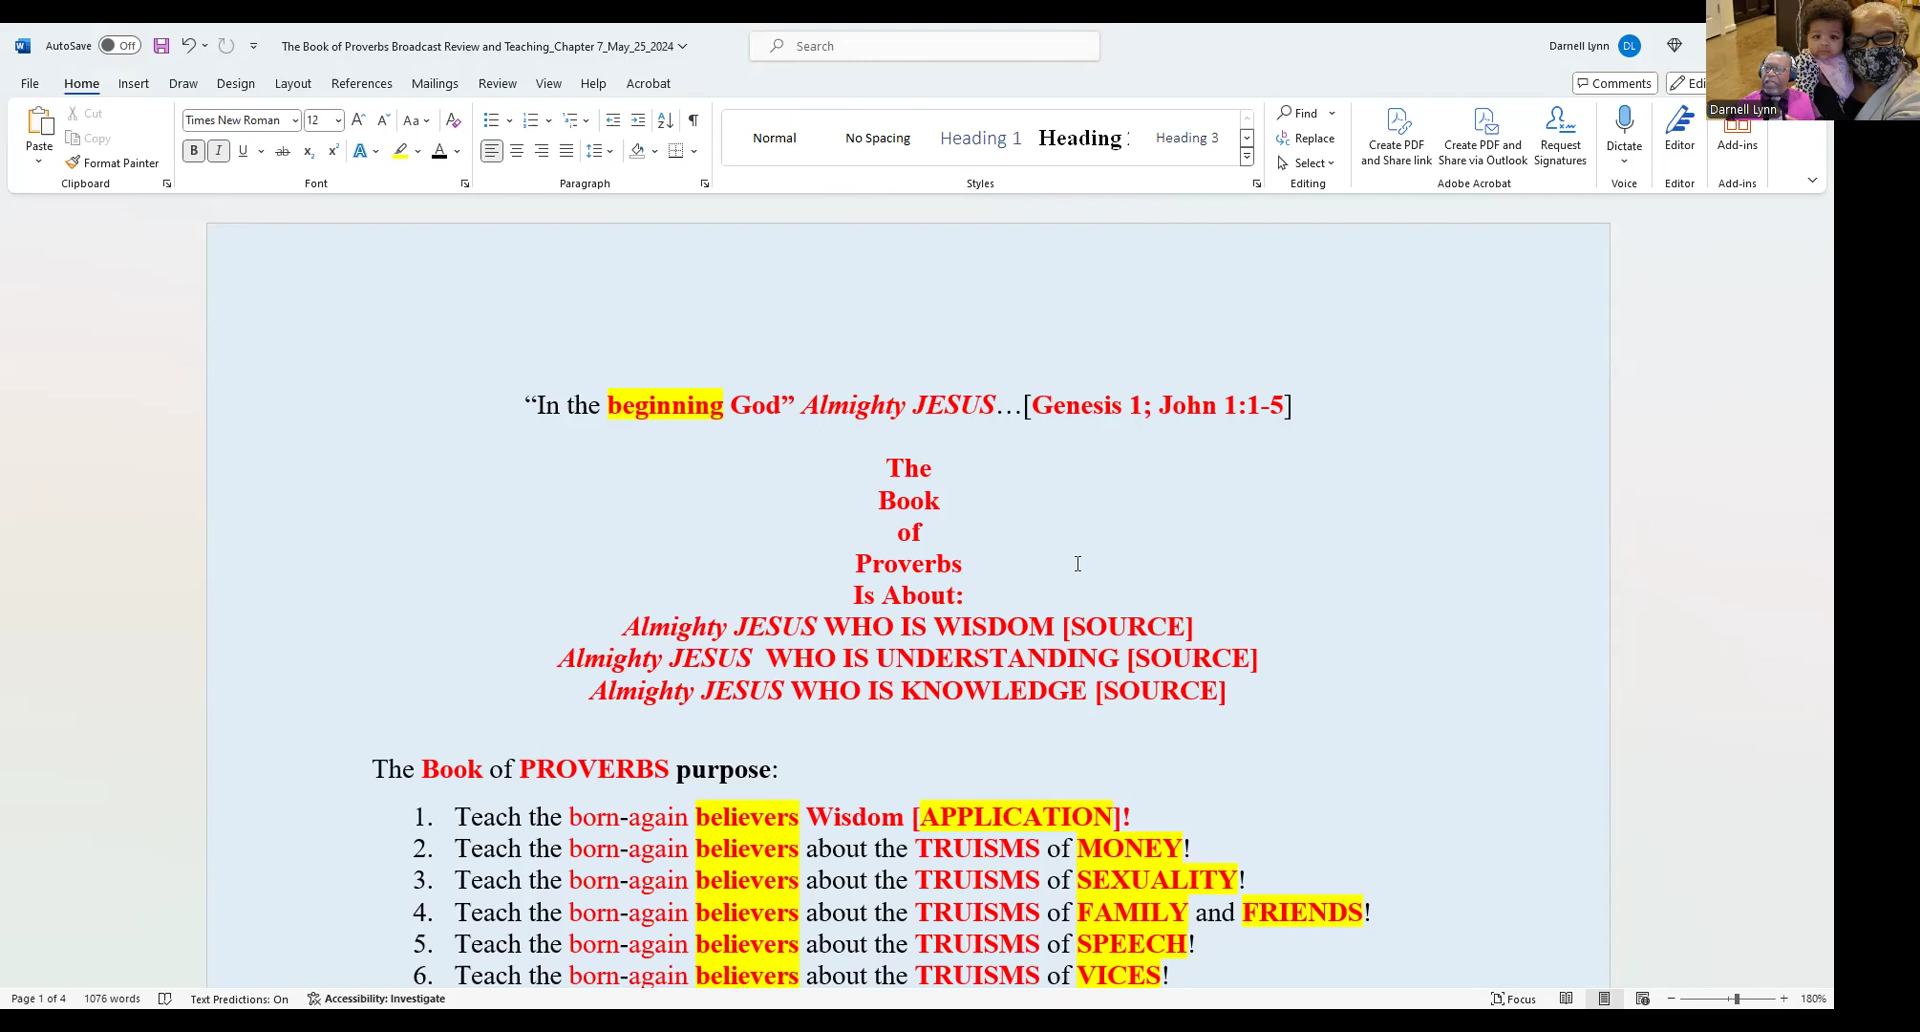 AutoSave Off The Book of Proverbs Broadcast Review and Teaching_Chapter 7_May_25_2024 Search Darnell Lynn DL
File Home Insert Draw Design Layout References Mailings Review View Help Acrobat Comments Edi
Darnell Lynn
Paste Cut Copy Format Painter
Clipboard
Times New Roman 12
Font
Paragraph
Normal No Spacing Heading 1 Heading Heading 3
Styles
Find
Replace
Select
Editing
Create PDF and Share link
Create PDF and Share via Outlook
Adobe Acrobat
Request Signatures
Dictate
Voice
Editor
Editor
Add-ins
Add-ins
“In the beginning God” Almighty JESUS…[Genesis 1; John 1:1-5]
The
Book
of
Proverbs
Is About:
Almighty JESUS WHO IS WISDOM [SOURCE]
Almighty JESUS WHO IS UNDERSTANDING [SOURCE]
Almighty JESUS WHO IS KNOWLEDGE [SOURCE]
The Book of PROVERBS purpose:
1. Teach the born-again believers Wisdom [APPLICATION]!
2. Teach the born-again believers about the TRUISMS of MONEY!
3. Teach the born-again believers about the TRUISMS of SEXUALITY!
4. Teach the born-again believers about the TRUISMS of FAMILY and FRIENDS!
5. Teach the born-again believers about the TRUISMS of SPEECH!
6. Teach the born-again believers about the TRUISMS of VICES!
Page 1 of 4 1076 words Text Predictions: On Accessibility: Investigate Focus 180%